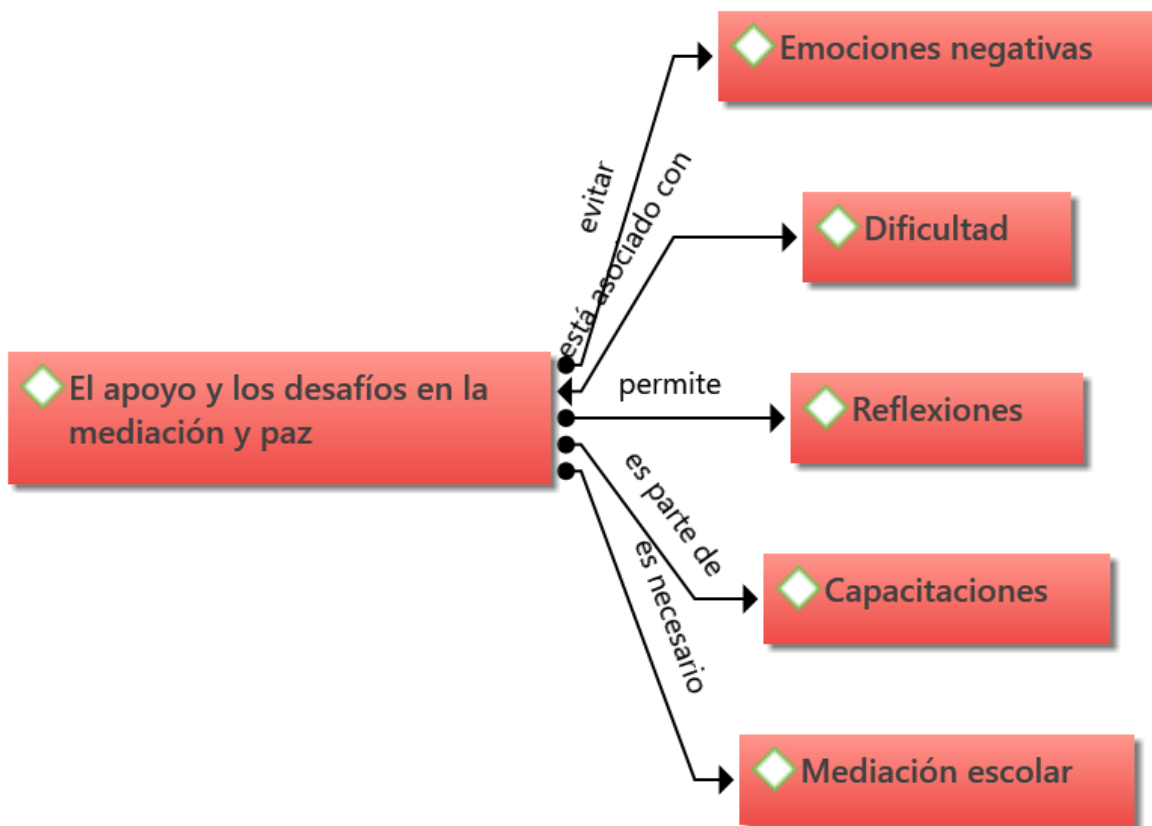 Emociones negativas
evitar
está asociado con
Dificultad
El apoyo y los desafíos en la
mediación y paz
permite
Reflexiones
es parte de
Capacitaciones
es necesario
Mediación escolar